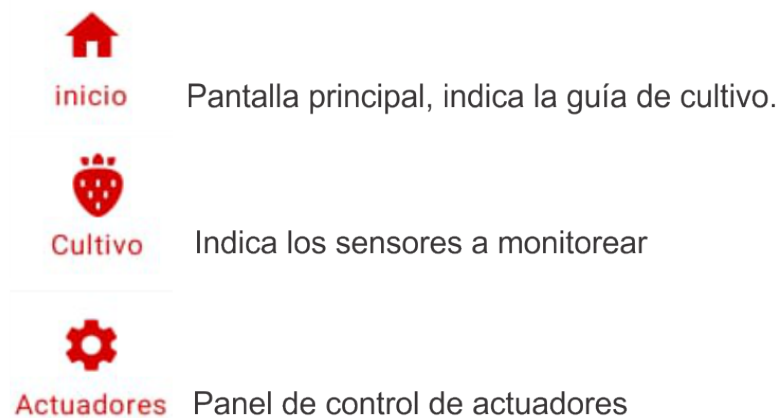 inicio Pantalla principal, indica la guía de cultivo.
Cultivo Indica los sensores a monitorear
Actuadores Panel de control de actuadores